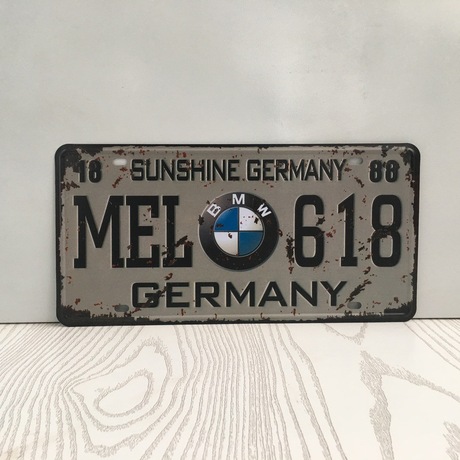 18 SUNSHINE.GERMANY 88
MEL BMW 618
GERMANY